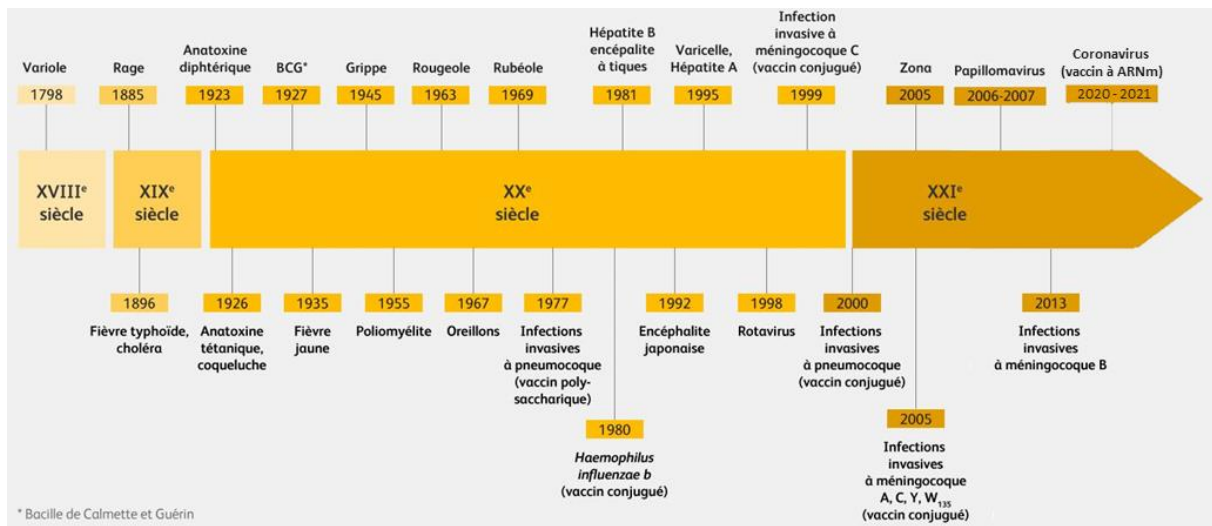 Variole
1798
Rage
1885
Anatoxine
diphtérique
1923
BCG*
1927
Grippe
1945
Rougeole
1963
Rubéole
1969
Hépatite B
encépalite
à tiques
1981
Varicelle,
Hépatite A
1995
Infection
invasive à
méningocoque C
(vaccin conjugué)
1999
Zona
2005
Papillomavirus
2006-2007
Coronavirus
(vaccin à ARNm)
2020-2021
XVIIIe
siècle
XIXe
siècle
XXe
siècle
XXIe
siècle
1896
Fièvre typhoïde,
choléra
1926
Anatoxine
tétanique,
coqueluche
1935
Fièvre
jaune
1955
Poliomyélite
1967
Oreillons
1977
Infections
invasives
à pneumocoque
(vaccin poly-
saccharique)
1980
Haemophilus
influenzae b
(vaccin conjugué)
1992
Encéphalite
japonaise
1998
Rotavirus
2000
Infections
invasives
à pneumocoque
(vaccin conjugué)
2005
Infections
invasives
à méningocoque
A, C, Y, W135
(vaccin conjugué)
2013
Infections
invasives
à méningocoque B
* Bacille de Calmette et Guérin